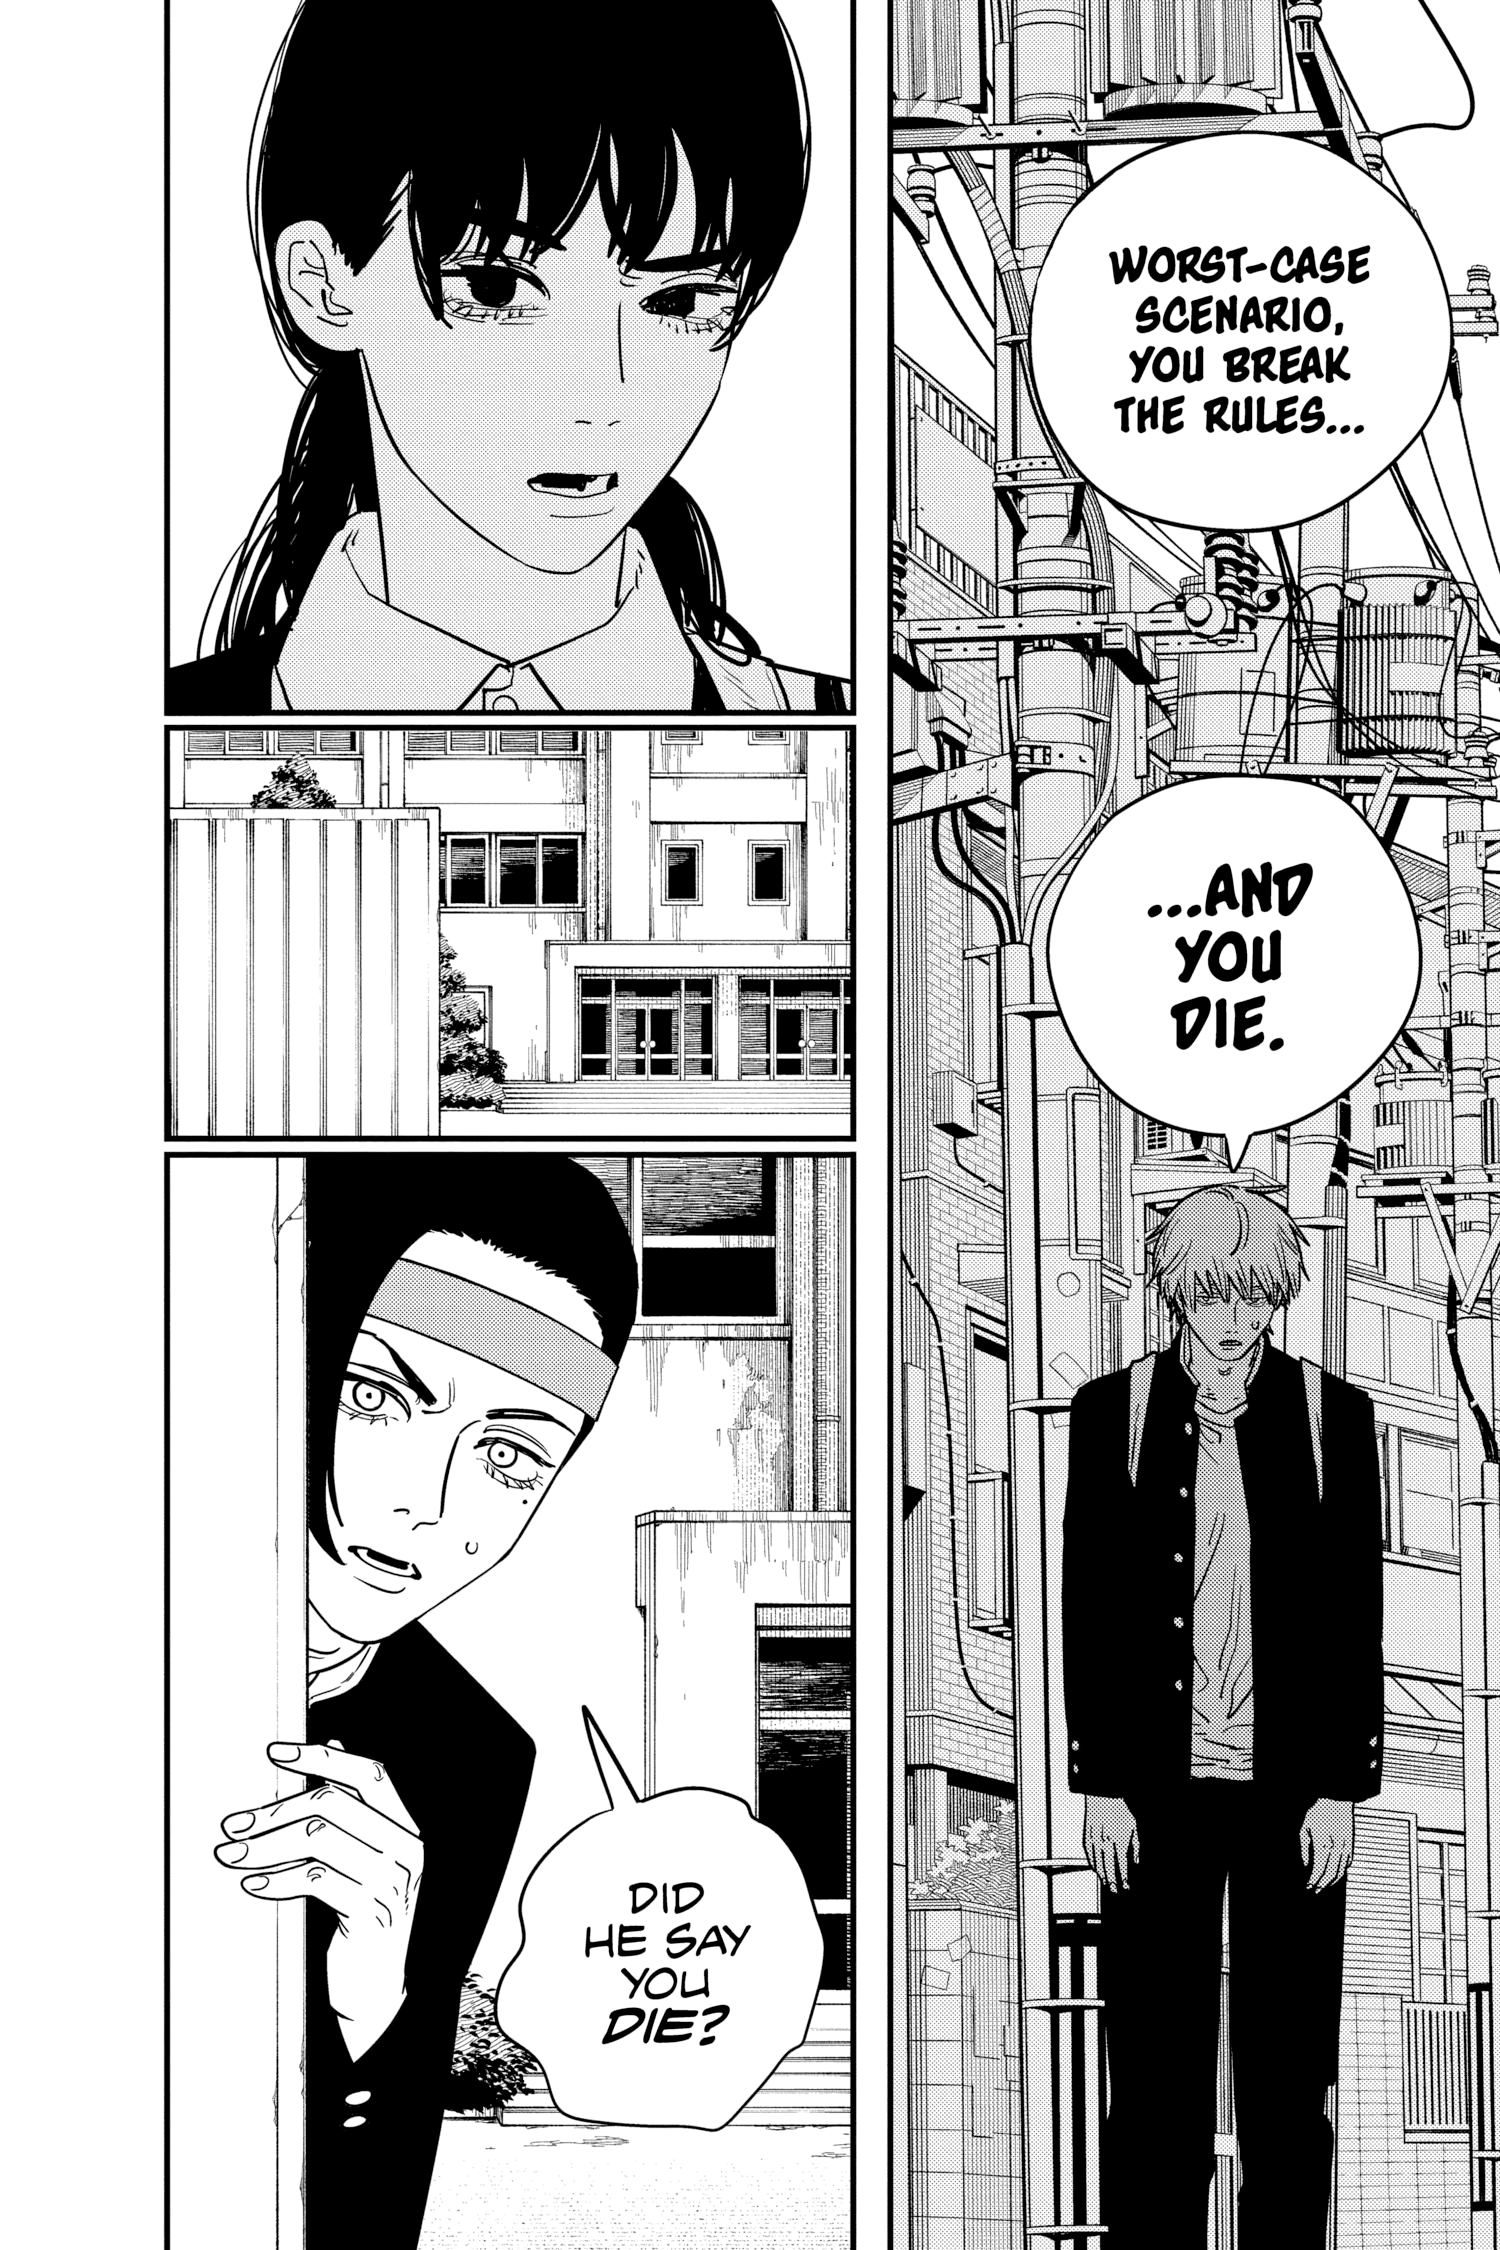 WORST-CASE
SCENARIO,
YOU BREAK
THE RULES...
...AND
YOU
DIE.
DID
HE SAY
YOU
DIE?